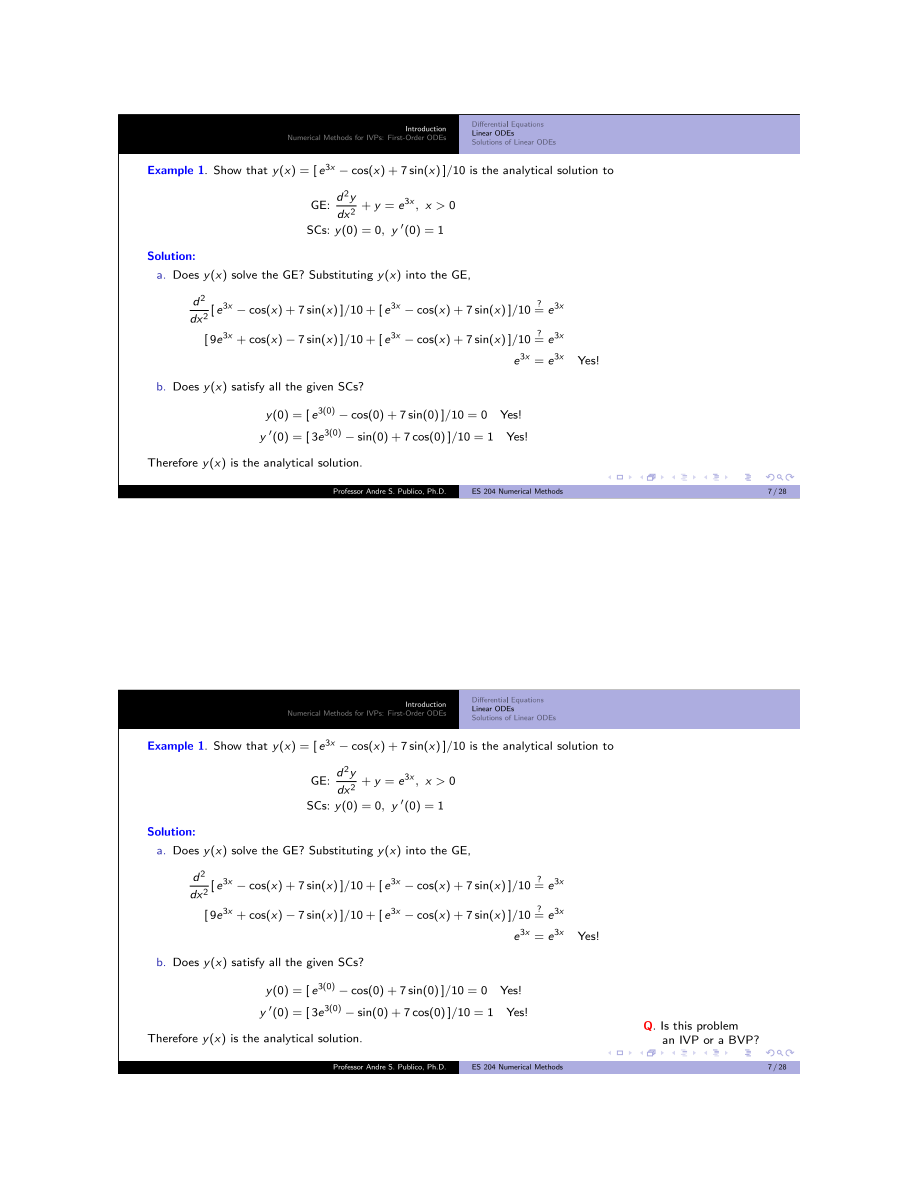 Introduction
Numerical Methods for IVPs: First-Order ODEs
Differential Equations
Linear ODEs
Solutions of Linear ODEs
Example 1. Show that y(x) = [ e^{3x} − cos(x) + 7 sin(x) ]/10 is the analytical solution to
GE: d²y/dx² + y = e^{3x}, x > 0
SCs: y(0) = 0, y ′(0) = 1
Solution:
a. Does y(x) solve the GE? Substituting y(x) into the GE,
d²/dx² [ e^{3x} − cos(x) + 7 sin(x) ]/10 + [ e^{3x} − cos(x) + 7 sin(x) ]/10 ≟ e^{3x}
[ 9e^{3x} + cos(x) − 7 sin(x) ]/10 + [ e^{3x} − cos(x) + 7 sin(x) ]/10 ≟ e^{3x}
e^{3x} = e^{3x} Yes!
b. Does y(x) satisfy all the given SCs?
y(0) = [ e^{3(0)} − cos(0) + 7 sin(0) ]/10 = 0 Yes!
y ′(0) = [ 3e^{3(0)} − sin(0) + 7 cos(0) ]/10 = 1 Yes!
Therefore y(x) is the analytical solution.
Professor Andre S. Publico, Ph.D.
ES 204 Numerical Methods
7 / 28
Introduction
Numerical Methods for IVPs: First-Order ODEs
Differential Equations
Linear ODEs
Solutions of Linear ODEs
Example 1. Show that y(x) = [ e^{3x} − cos(x) + 7 sin(x) ]/10 is the analytical solution to
GE: d²y/dx² + y = e^{3x}, x > 0
SCs: y(0) = 0, y ′(0) = 1
Solution:
a. Does y(x) solve the GE? Substituting y(x) into the GE,
d²/dx² [ e^{3x} − cos(x) + 7 sin(x) ]/10 + [ e^{3x} − cos(x) + 7 sin(x) ]/10 ≟ e^{3x}
[ 9e^{3x} + cos(x) − 7 sin(x) ]/10 + [ e^{3x} − cos(x) + 7 sin(x) ]/10 ≟ e^{3x}
e^{3x} = e^{3x} Yes!
b. Does y(x) satisfy all the given SCs?
y(0) = [ e^{3(0)} − cos(0) + 7 sin(0) ]/10 = 0 Yes!
y ′(0) = [ 3e^{3(0)} − sin(0) + 7 cos(0) ]/10 = 1 Yes!
Therefore y(x) is the analytical solution.
Q. Is this problem
an IVP or a BVP?
Professor Andre S. Publico, Ph.D.
ES 204 Numerical Methods
7 / 28